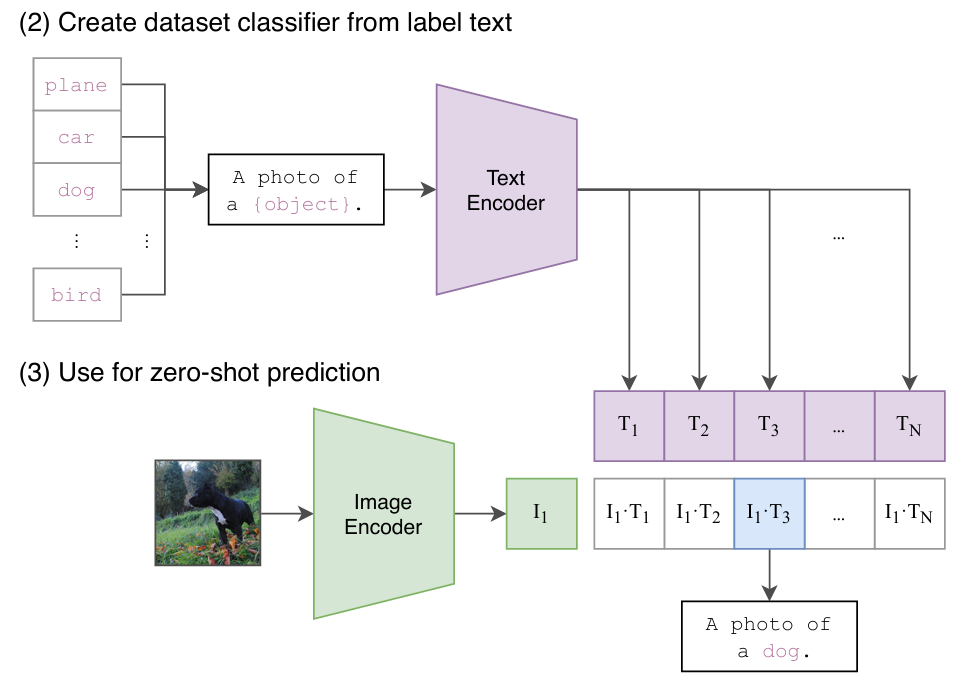 (2) Create dataset classifier from label text
plane
car
dog
⋮ ⋮
bird
A photo of
a {object}.
Text
Encoder
...
(3) Use for zero-shot prediction
Image
Encoder
I1
T1 T2 T3 ... TN
I1·T1 I1·T2 I1·T3 ... I1·TN
A photo of
a dog.